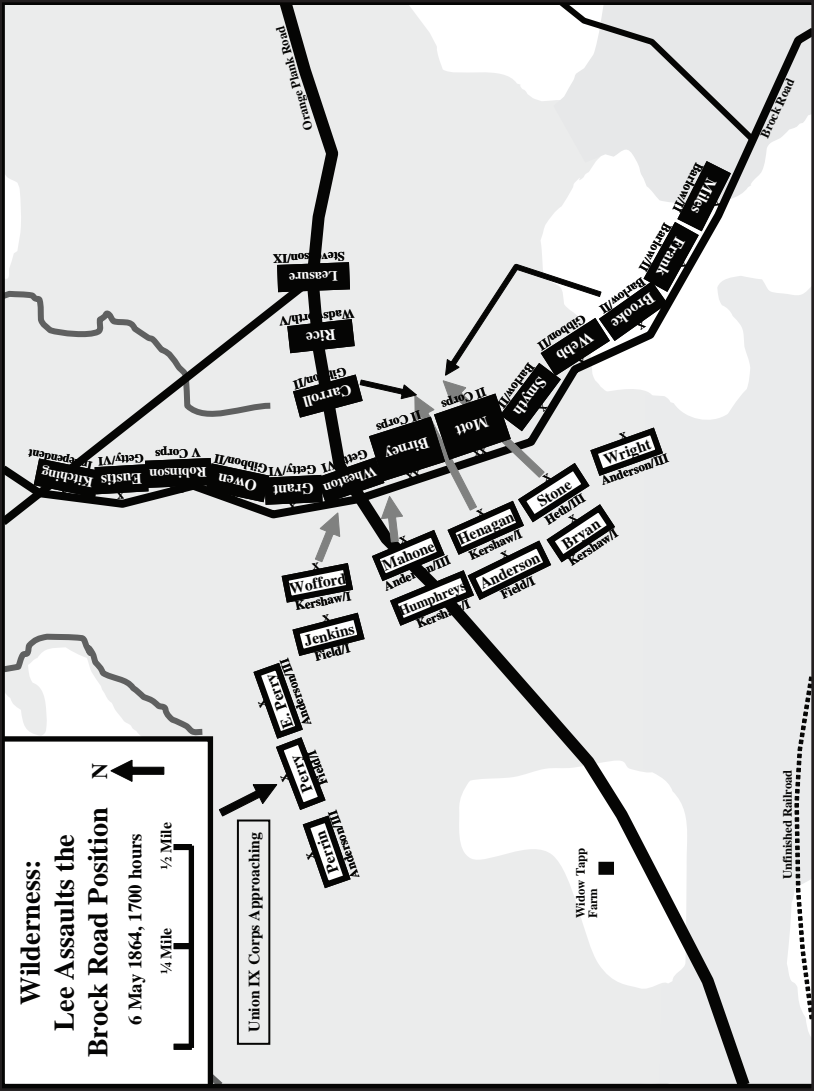 Wilderness:
Lee Assaults the
Brock Road Position
6 May 1864, 1700 hours
¼ Mile
½ Mile
N
Union IX Corps Approaching
Orange Plank Road
Brock Road
Unfinished Railroad
Widow Tapp
Farm
Miles
Barlow/II
Frank
Barlow/II
Brooke
Barlow/II
Webb
Gibbon/II
Smyth
Barlow/II
Mott
II Corps
Birney
II Corps
Wheaton
Getty/VI
Grant
Getty/VI
Owen
Gibbon/II
Robinson
V Corps
Eustis
Getty/VI
Kitching
Independent
Carroll
Gibbon/II
Rice
Wadsworth/V
Leasure
Stevenson/IX
Wright
Anderson/III
Stone
Heth/III
Bryan
Kershaw/I
Henagan
Kershaw/I
Anderson
Field/I
Mahone
Anderson/III
Humphreys
Kershaw/I
Wofford
Kershaw/I
Jenkins
Field/I
E. Perry
Anderson/III
Perry
Field/I
Perrin
Anderson/III